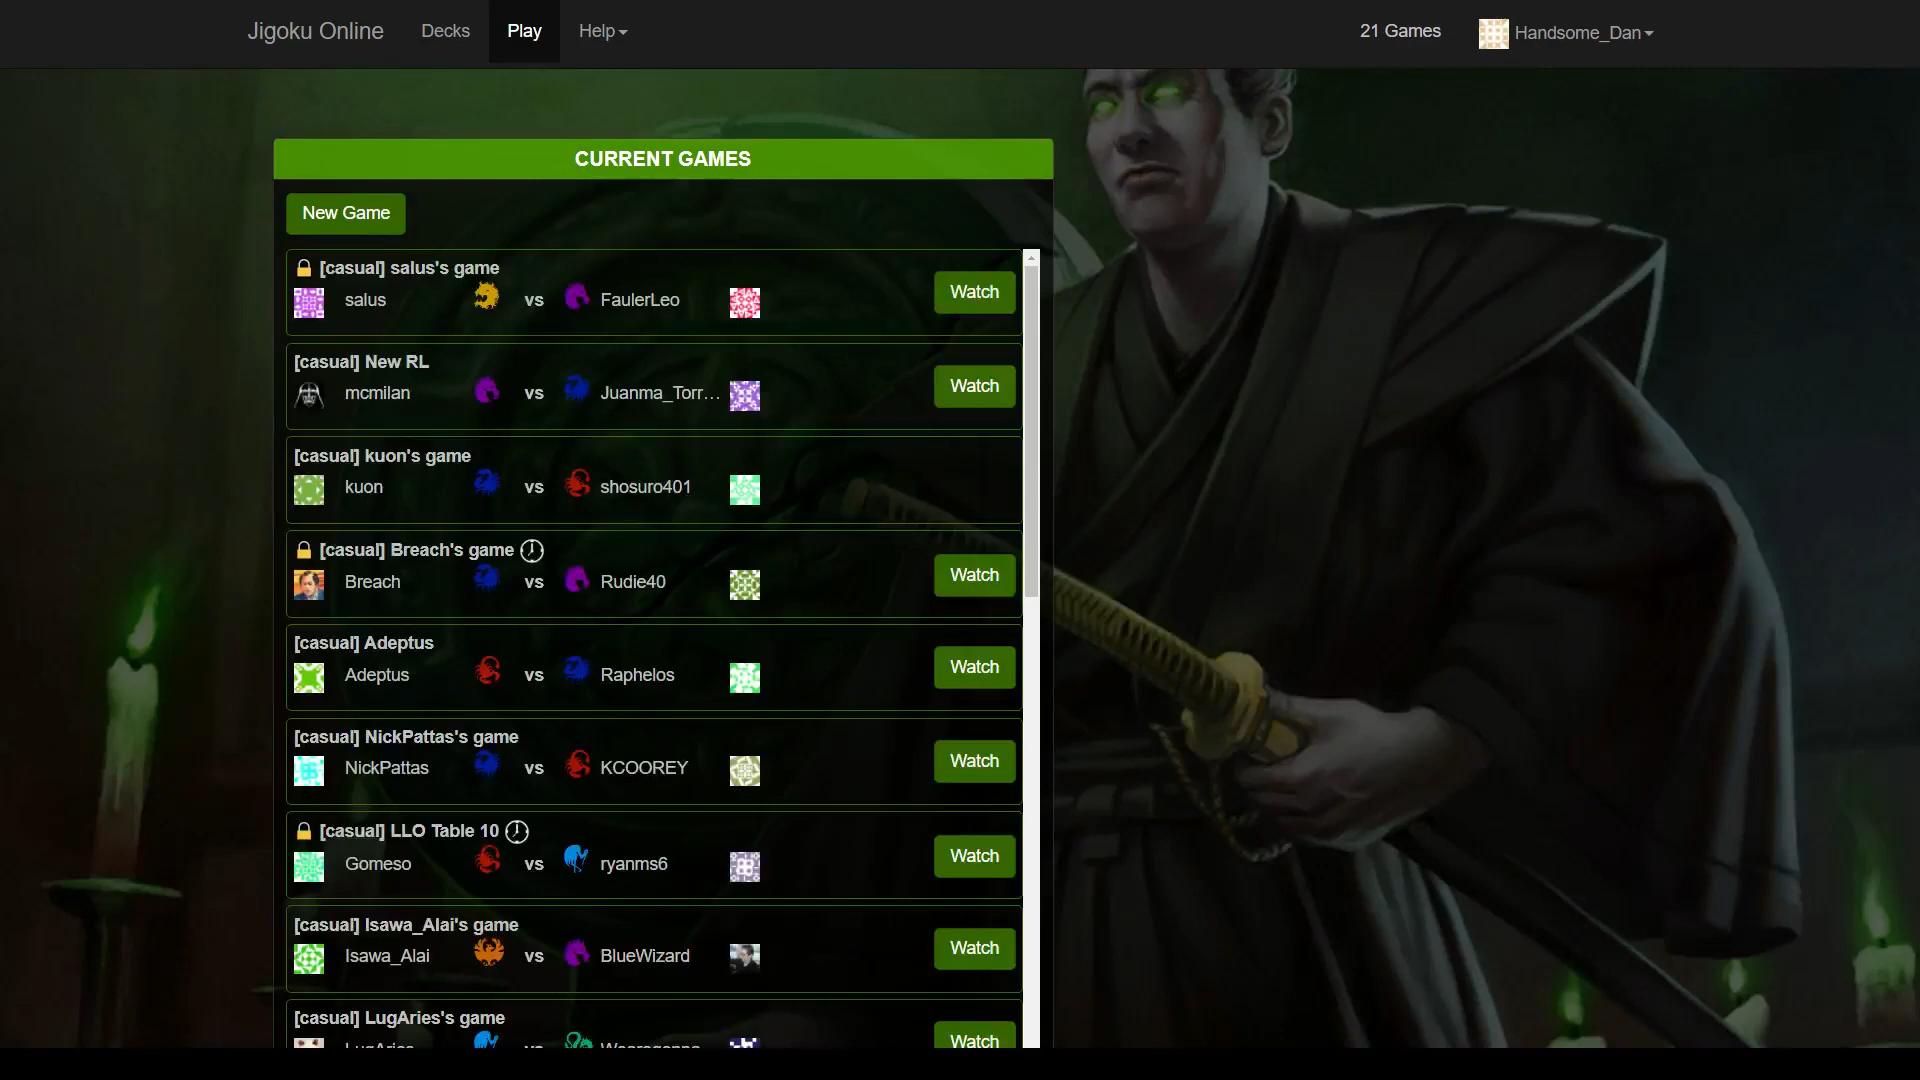 Jigoku Online Decks Play Help 21 Games Handsome_Dan
CURRENT GAMES
New Game
[casual] salus's game
salus vs FaulerLeo Watch
[casual] New RL
mcmilan vs Juanma_Torr... Watch
[casual] kuon's game
kuon vs shosuro401
[casual] Breach's game
Breach vs Rudie40 Watch
[casual] Adeptus
Adeptus vs Raphelos Watch
[casual] NickPattas's game
NickPattas vs KCOOREY Watch
[casual] LLO Table 10
Gomeso vs ryanms6 Watch
[casual] Isawa_Alai's game
Isawa_Alai vs BlueWizard Watch
[casual] LugAries's game
LugAries vs Watch